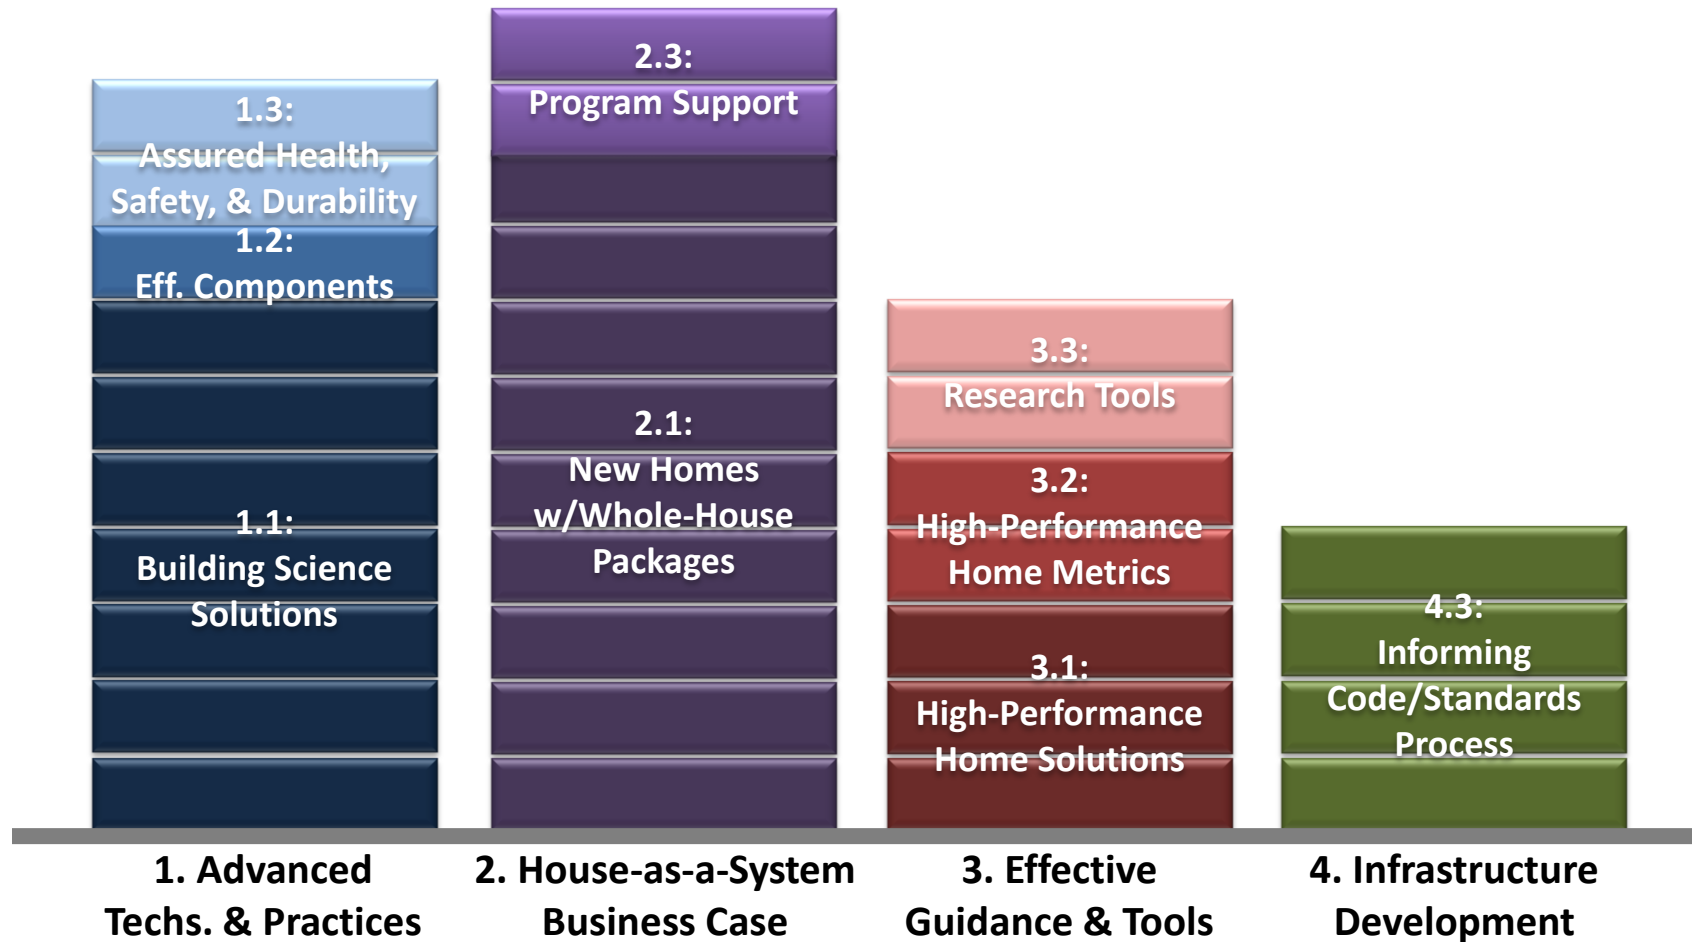 1.3:
Assured Health,
Safety, & Durability
1.2:
Eff. Components
1.1:
Building Science
Solutions
2.3:
Program Support
2.1:
New Homes
w/Whole-House
Packages
3.3:
Research Tools
3.2:
High-Performance
Home Metrics
3.1:
High-Performance
Home Solutions
4.3:
Informing
Code/Standards
Process
1. Advanced
Techs. & Practices
2. House-as-a-System
Business Case
3. Effective
Guidance & Tools
4. Infrastructure
Development